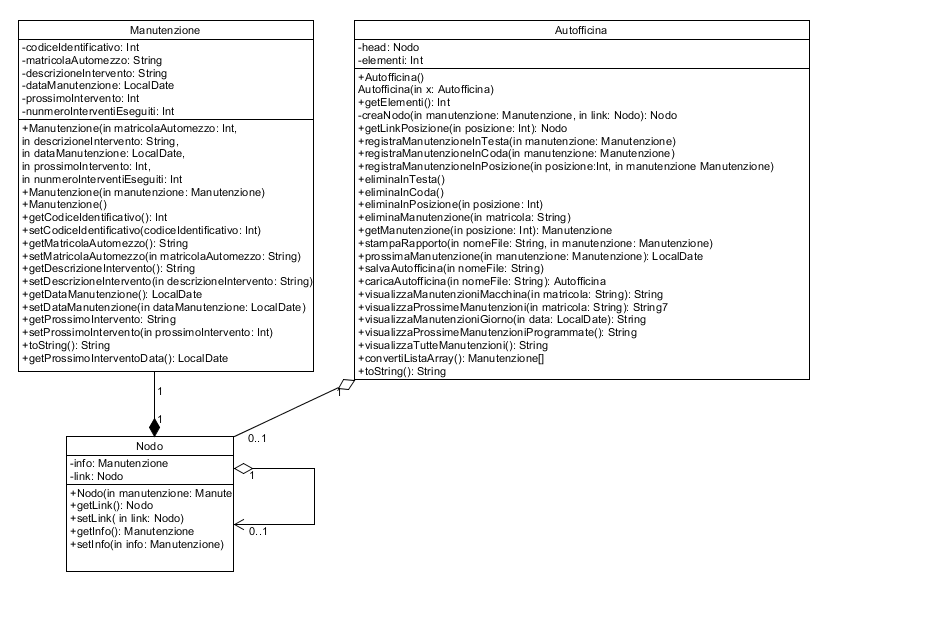 Manutenzione
-codiceIdentificativo: Int
-matricolaAutomezzo: String
-descrizioneIntervento: String
-dataManutenzione: LocalDate
-prossimoIntervento: Int
-nunmeroInterventiEseguiti: Int
+Manutenzione(in matricolaAutomezzo: Int,
in descrizioneIntervento: String,
in dataManutenzione: LocalDate,
in prossimoIntervento: Int,
in nunmeroInterventiEseguiti: Int
+Manutenzione(in manutenzione: Manutenzione)
+Manutenzione()
+getCodiceIdentificativo(): Int
+setCodiceIdentificativo(codiceIdentificativo: Int)
+getMatricolaAutomezzo(): String
+setMatricolaAutomezzo(in matricolaAutomezzo: String)
+getDescrizioneIntervento(): String
+setDescrizioneIntervento(in descrizioneIntervento: String)
+getDataManutenzione(): LocalDate
+setDataManutenzione(in dataManutenzione: LocalDate)
+getProssimoIntervento: String
+setProssimoIntervento(in prossimoIntervento: Int)
+toString(): String
+getProssimoInterventoData(): LocalDate
Autofficina
-head: Nodo
-elementi: Int
+Autofficina()
Autofficina(in x: Autofficina)
+getElementi(): Int
-creaNodo(in manutenzione: Manutenzione, in link: Nodo): Nodo
+getLinkPosizione(in posizione: Int): Nodo
+registraManutenzioneInTesta(in manutenzione: Manutenzione)
+registraManutenzioneInCoda(in manutenzione: Manutenzione)
+registraManutenzioneInPosizione(in posizione:Int, in manutenzione Manutenzione)
+eliminaInTesta()
+eliminaInCoda()
+eliminaInPosizione(in posizione: Int)
+eliminaManutenzione(in matricola: String)
+getManutenzione(in posizione: Int): Manutenzione
+stampaRapporto(in nomeFile: String, in manutenzione: Manutenzione)
+prossimaManutenzione(in manutenzione: Manutenzione): LocalDate
+salvaAutofficina(in nomeFile: String)
+caricaAutofficina(in nomeFile: String): Autofficina
+visualizzaManutenzioniMacchina(in matricola: String): String
+visualizzaProssimeManutenzioni(in matricola: String): String7
+visualizzaManutenzioniGiorno(in data: LocalDate): String
+visualizzaProssimeManutenzioniProgrammate(): String
+visualizzaTutteManutenzioni(): String
+convertiListaArray(): Manutenzione[]
+toString(): String
1
1
1
0..1
Nodo
-info: Manutenzione
-link: Nodo
+Nodo(in manutenzione: Manute
+getLink(): Nodo
+setLink( in link: Nodo)
+getInfo(): Manutenzione
+setInfo(in info: Manutenzione)
1
0..1